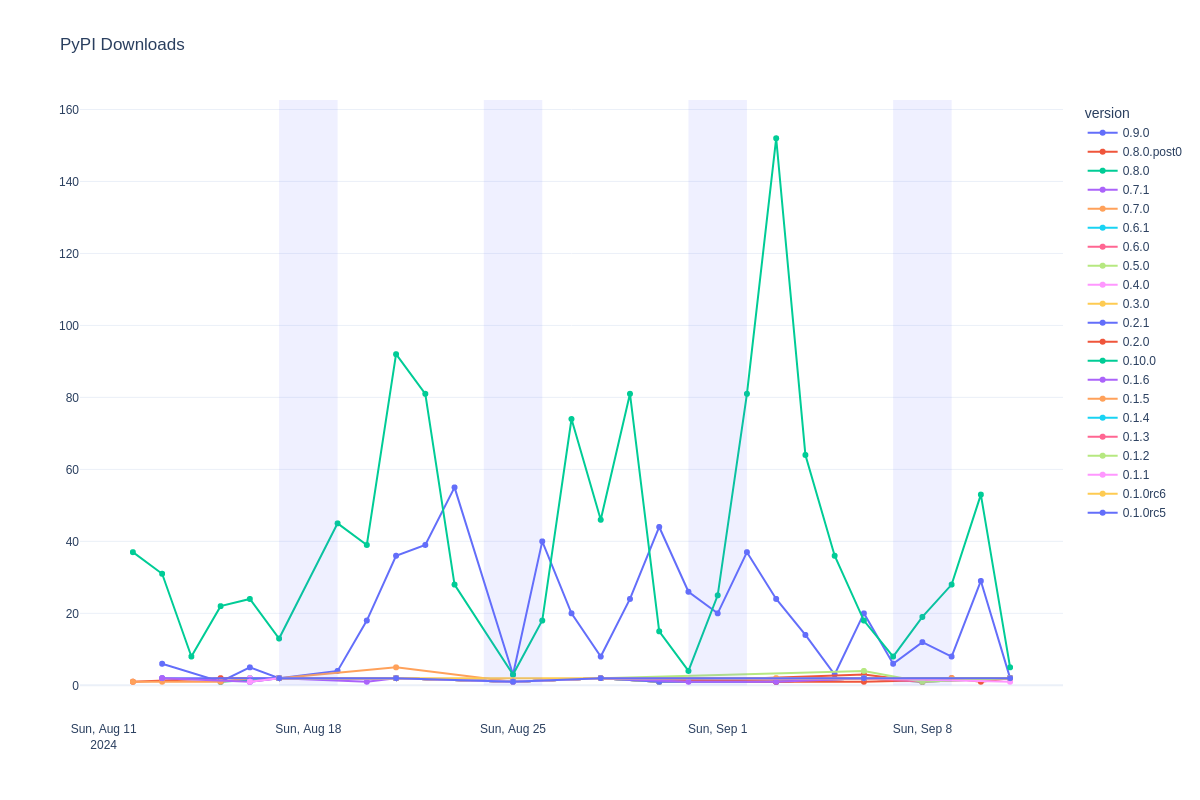 PyPI Downloads
160
140
120
100
80
60
40
20
0
Sun, Aug 11
2024
Sun, Aug 18
Sun, Aug 25
Sun, Sep 1
Sun, Sep 8
version
0.9.0
0.8.0.post0
0.8.0
0.7.1
0.7.0
0.6.1
0.6.0
0.5.0
0.4.0
0.3.0
0.2.1
0.2.0
0.10.0
0.1.6
0.1.5
0.1.4
0.1.3
0.1.2
0.1.1
0.1.0rc6
0.1.0rc5